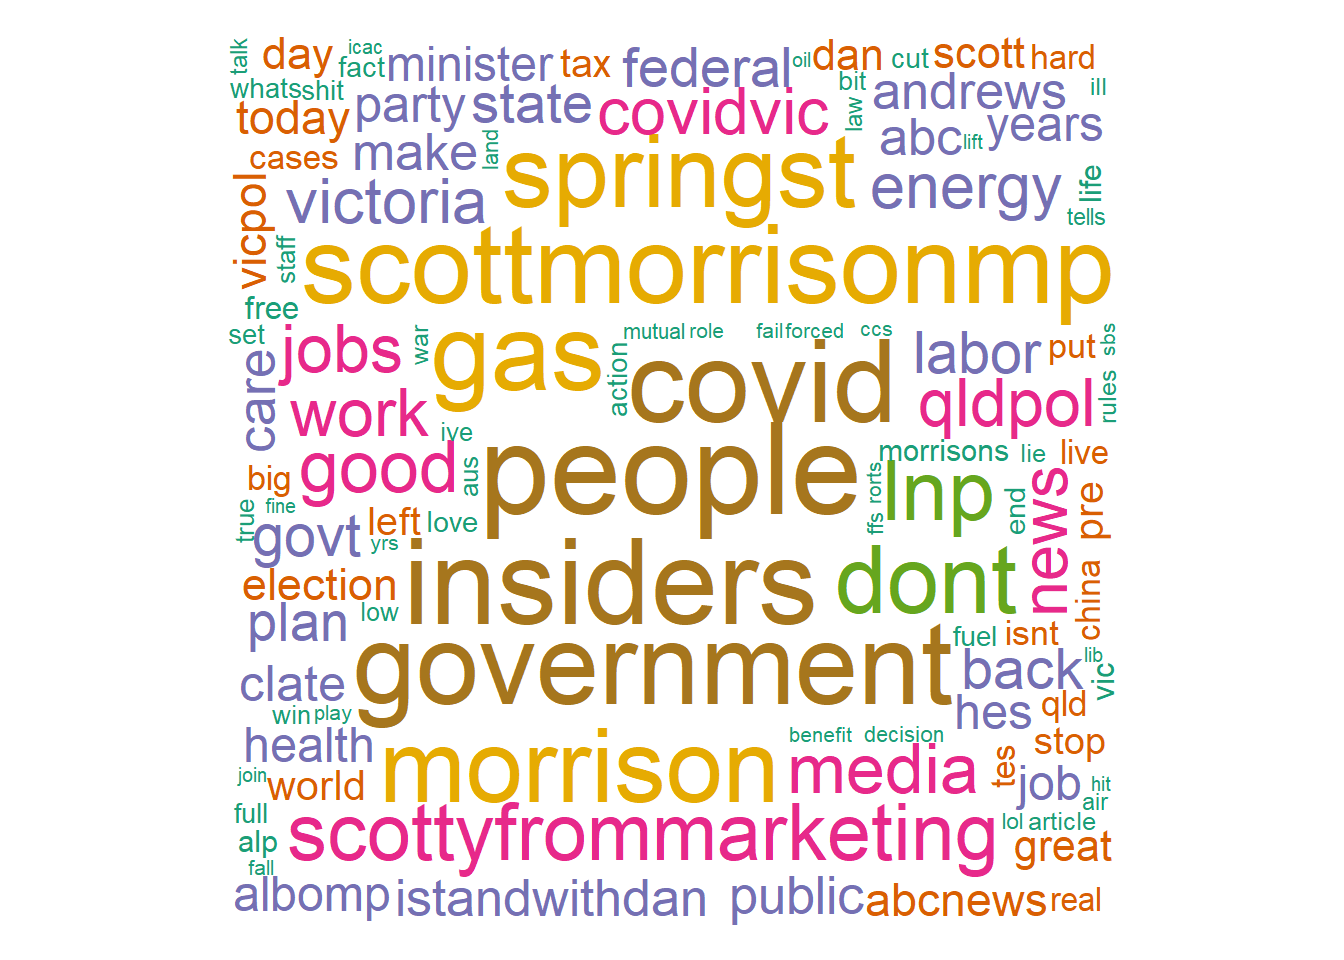 talk day icac fact minister tax federal oil dan cut scott hard
whats shit party state covidvic bit law andrews ill
today land abc lift years
cases make springst energy life
vicpol victoria tells
staff scottmorrisonmp
free
set jobs war gas mutual role fail forced ccs labor put sbs
care action covid qldpol rules
work ive people morrisons lie live
big good aus rorts lnp news pre
true fine govt left love yrs ffs end
election insiders dont china
plan low government fuel isnt
clate back lib vic
win play hes qld
health morrison benefit decision media tes stop
join world job hit
full scottyfrommarketing lol article air
alp great
fall
albomp istandwithdan public abcnews real